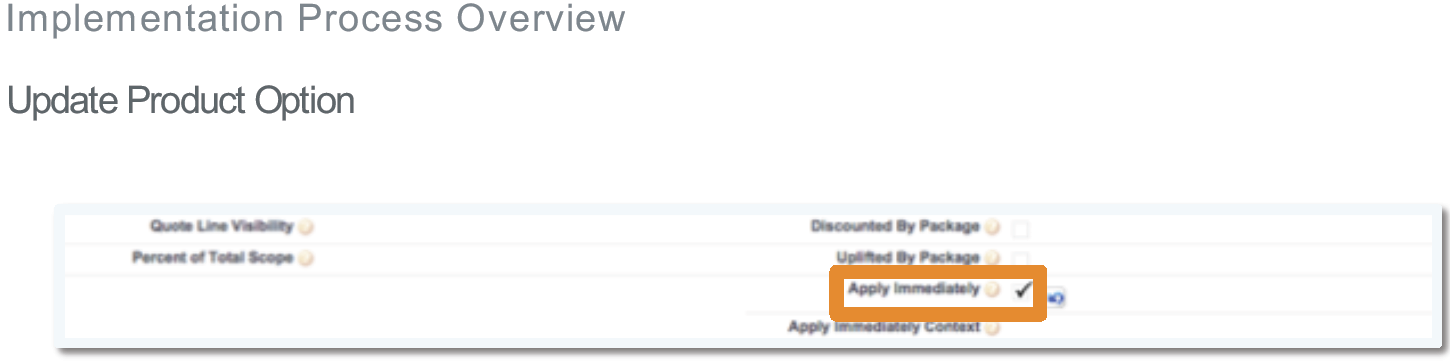 Implementation Process Overview
Update Product Option
Quote Line Visibility
Discounted By Package
Percent of Total Scope
Uplifted By Package
Apply Immediately
Apply Immediately Context